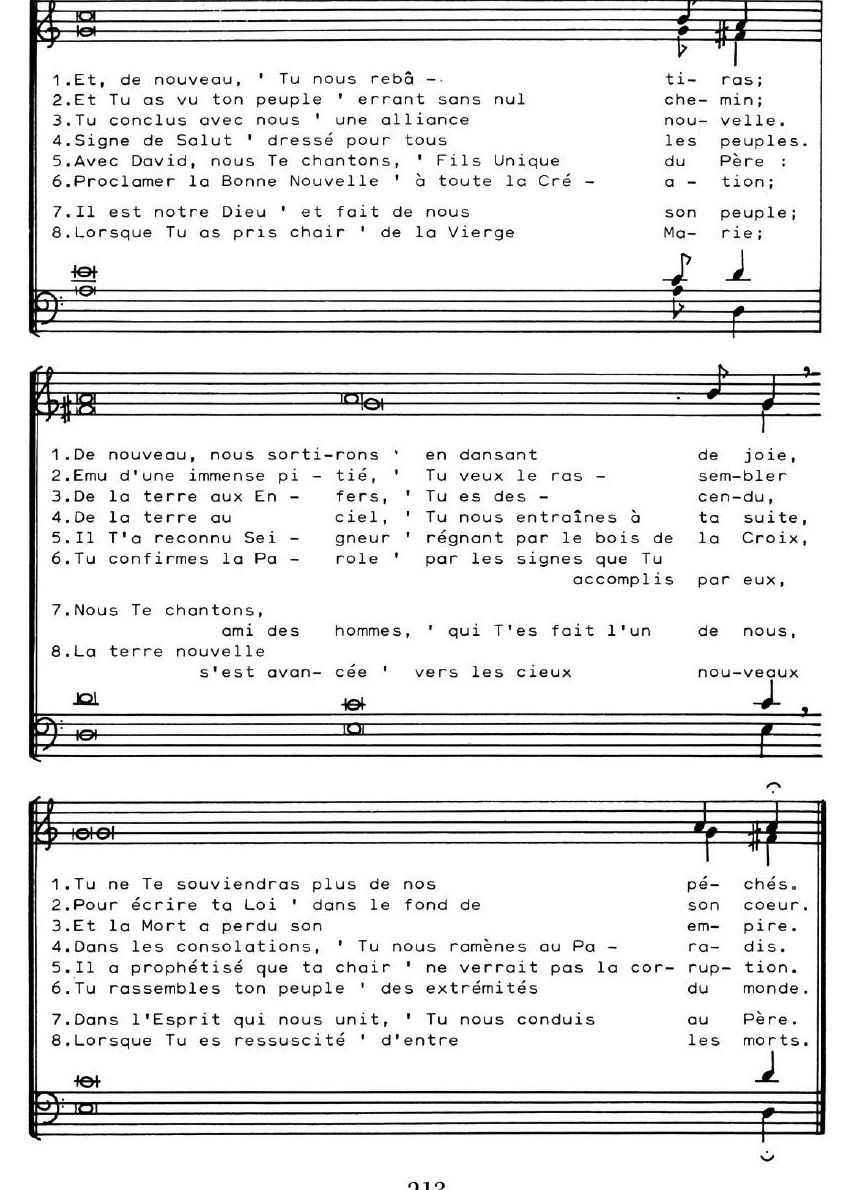 1.Et, de nouveau, ' Tu nous rebâ - ti- ras;
2.Et Tu as vu ton peuple ' errant sans nul che- min;
3.Tu conclus avec nous ' une alliance nou- velle.
4.Signe de Salut ' dressé pour tous les peuples.
5.Avec David, nous Te chantons, ' Fils Unique du Père :
6.Proclamer la Bonne Nouvelle ' à toute la Cré - a - tion;
7.Il est notre Dieu ' et fait de nous son peuple;
8.Lorsque Tu as pris chair ' de la Vierge Ma- rie;
1.De nouveau, nous sorti-rons ' en dansant de joie,
2.Emu d'une immense pi - tié, ' Tu veux le ras - sem-bler
3.De la terre aux En - fers, ' Tu es des - cen-du,
4.De la terre au ciel, ' Tu nous entraînes à ta suite,
5.Il T'a reconnu Sei - gneur ' régnant par le bois de la Croix,
6.Tu confirmes la Pa - role ' par les signes que Tu
accomplis par eux,
7.Nous Te chantons,
ami des hommes, ' qui T'es fait l'un de nous,
8.La terre nouvelle
s'est avan- cée ' vers les cieux nou-veaux
1.Tu ne Te souviendras plus de nos pé- chés.
2.Pour écrire ta Loi ' dans le fond de son coeur.
3.Et la Mort a perdu son em- pire.
4.Dans les consolations, ' Tu nous ramènes au Pa - ra- dis.
5.Il a prophétisé que ta chair ' ne verrait pas la cor- rup- tion.
6.Tu rassembles ton peuple ' des extrémités du monde.
7.Dans l'Esprit qui nous unit, ' Tu nous conduis au Père.
8.Lorsque Tu es ressuscité ' d'entre les morts.
213